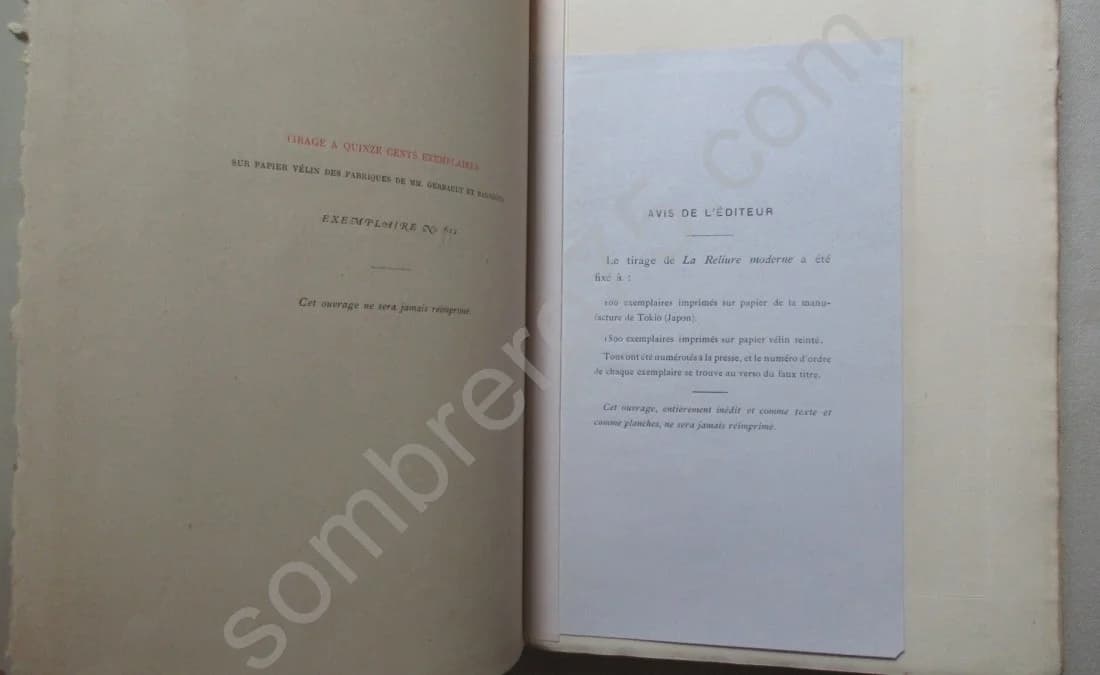 TIRAGE A QUINZE CENTS EXEMPLAIRES
SUR PAPIER VÉLIN DES FABRIQUES DE MM. GERBAULT ET
EXEMPLAIRE No 612
Cet ouvrage ne sera jamais réimprimé.
AVIS DE L'ÉDITEUR
Le tirage de La Reliure moderne a été
fixé à :
100 exemplaires imprimés sur papier de la manu-
facture de Tokio (Japon).
1500 exemplaires imprimés sur papier vélin teinté.
Tous ont été numérotés à la presse, et le numéro d'ordre
de chaque exemplaire se trouve au verso du faux titre.
Cet ouvrage, entièrement inédit et comme texte et
comme planches, ne sera jamais réimprimé.